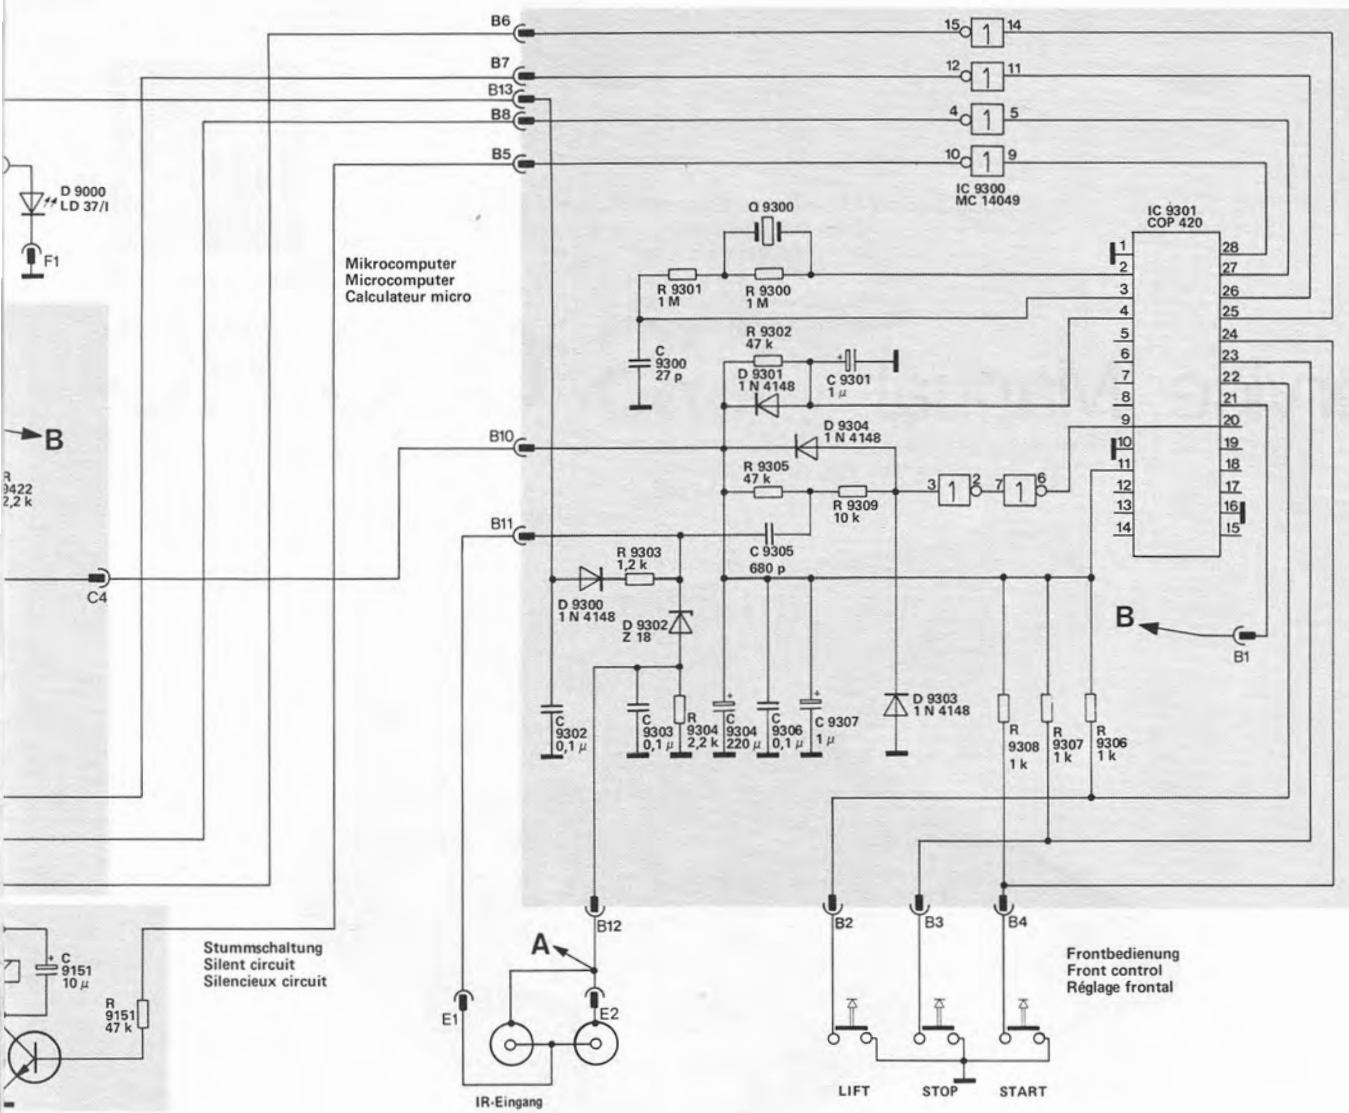 B6
15
14
B7
12
11
B13
B8
4
5
B5
10
9
IC 9300
MC 14049
D 9000
LD 37/I
F1
Mikrocomputer
Microcomputer
Calculateur micro
Q 9300
R 9301
1 M
R 9300
1 M
IC 9301
COP 420
1
2
3
4
5
6
7
8
9
10
11
12
13
14
28
27
26
25
24
23
22
21
20
19
18
17
16
15
C
9300
27 p
R 9302
47 k
D 9301
1 N 4148
+
C 9301
1 µ
D 9304
1 N 4148
B
R
9422
2,2 k
B10
R 9305
47 k
R 9309
10 k
3
2
7
6
B11
C 9305
680 p
R 9303
1,2 k
C4
D 9300
1 N 4148
D 9302
Z 18
B
B1
C
9302
0,1 µ
C
9303
0,1 µ
R
9304
2,2 k
+
C
9304
220 µ
C
9306
0,1 µ
+
C 9307
1 µ
D 9303
1 N 4148
R
9308
1 k
R
9307
1 k
R
9306
1 k
B12
B2
B3
B4
A
E1
E2
+
C
9151
10 µ
R
9151
47 k
Stummschaltung
Silent circuit
Silencieux circuit
Frontbedienung
Front control
Réglage frontal
LIFT
STOP
START
IR-Eingang